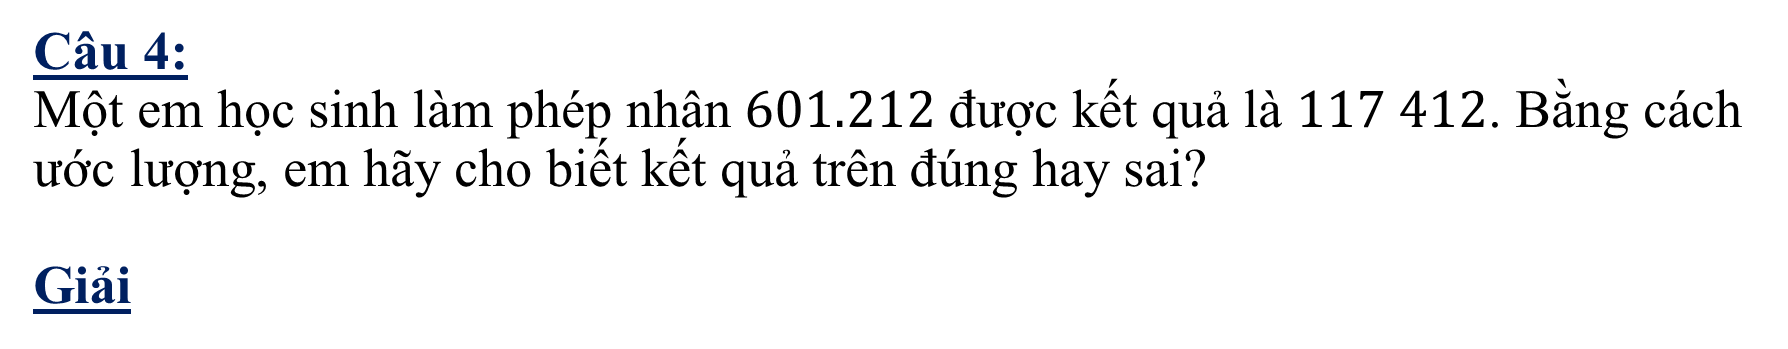 Câu 4:
Một em học sinh làm phép nhân 601.212 được kết quả là 117 412. Bằng cách
ước lượng, em hãy cho biết kết quả trên đúng hay sai?
Giải